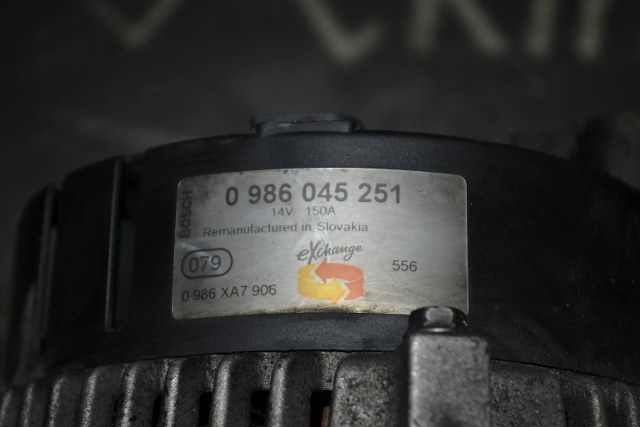 BOSCH
0 986 045 251
14V 150A
Remanufactured in Slovakia
eXchange
079
556
0 986 XA7 906